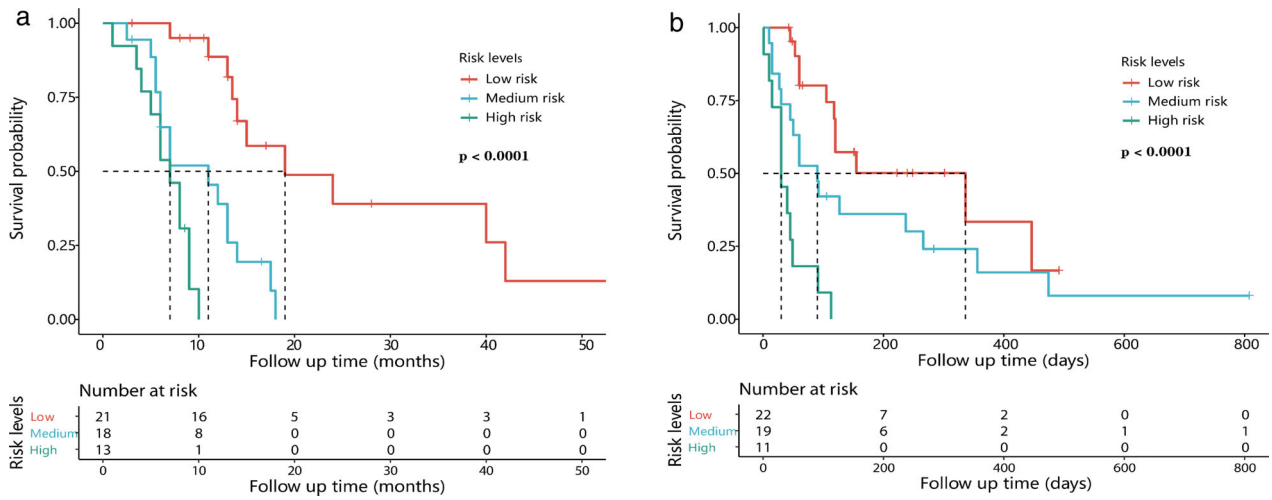 a
Survival probability
1.00
0.75
0.50
0.25
0.00
Risk levels
Low risk
Medium risk
High risk
p < 0.0001
0 10 20 30 40 50
Follow up time (months)
Number at risk
Risk levels
Low 21 16 5 3 3 1
Medium 18 8 0 0 0 0
High 13 1 0 0 0 0
0 10 20 30 40 50
Follow up time (months)
b
Survival probability
1.00
0.75
0.50
0.25
0.00
Risk levels
Low risk
Medium risk
High risk
p < 0.0001
0 200 400 600 800
Follow up time (days)
Number at risk
Risk levels
Low 22 7 2 0 0
Medium 19 6 2 1 1
High 11 0 0 0 0
0 200 400 600 800
Follow up time (days)